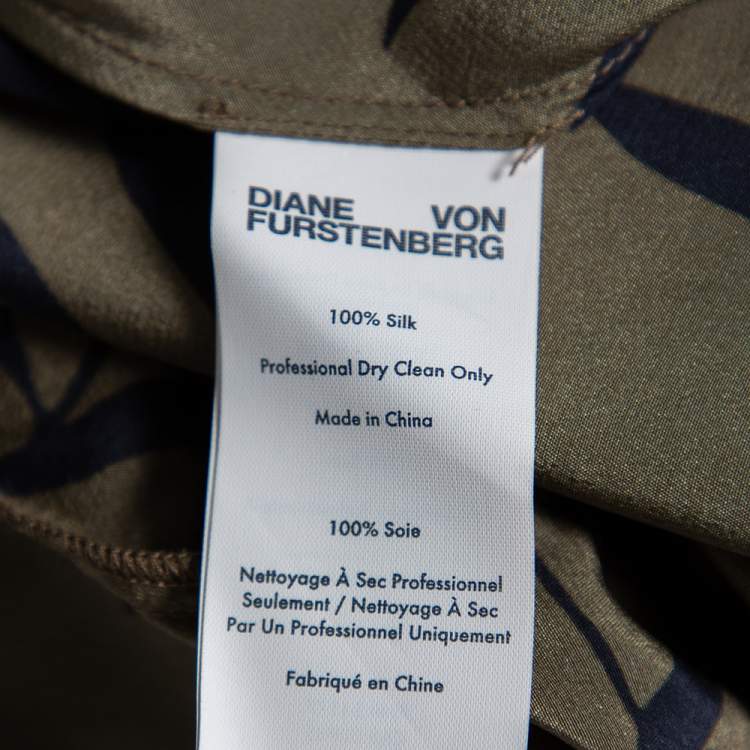 DIANE VON
FURSTENBERG
100% Silk
Professional Dry Clean Only
Made in China
100% Soie
Nettoyage À Sec Professionnel
Seulement / Nettoyage À Sec
Par Un Professionnel Uniquement
Fabriqué en Chine